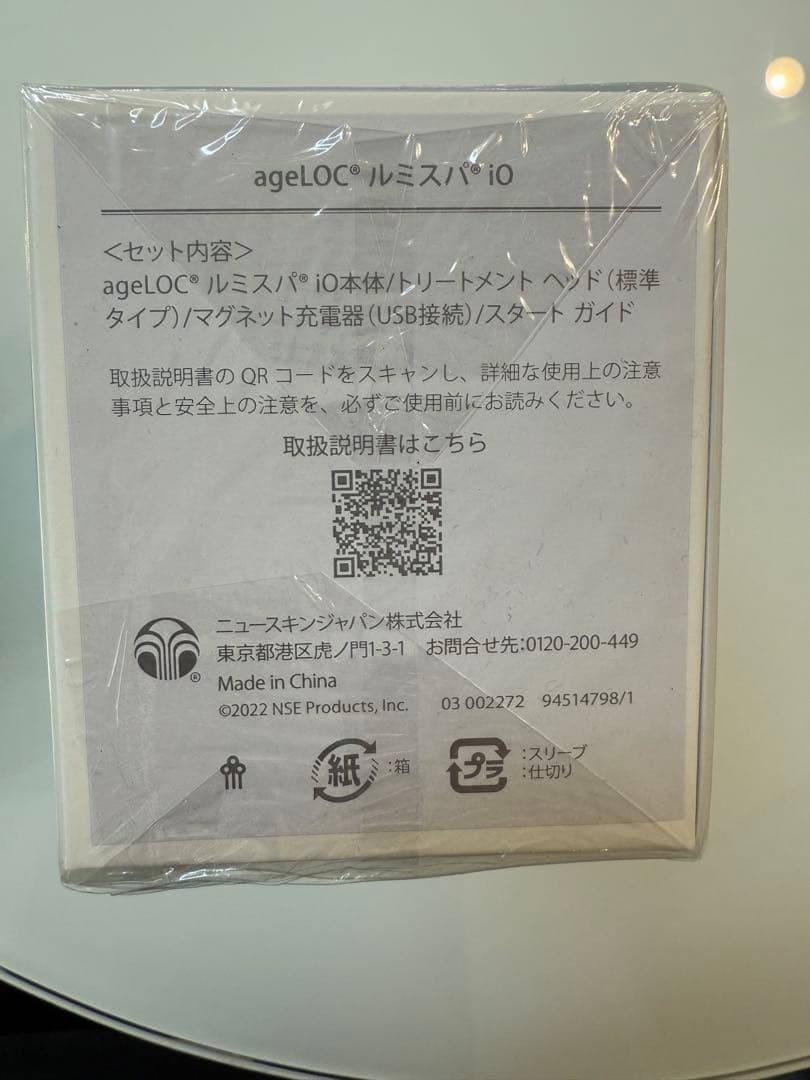 ageLOC® ルミスパ® iO
＜セット内容＞
ageLOC® ルミスパ® iO本体/トリートメント ヘッド（標準
タイプ）/マグネット充電器（USB接続）/スタート ガイド
取扱説明書の QR コードをスキャンし、詳細な使用上の注意
事項と安全上の注意を、必ずご使用前にお読みください。
取扱説明書はこちら
ニュースキンジャパン株式会社
東京都港区虎ノ門1-3-1 お問合せ先：0120-200-449
Made in China
©2022 NSE Products, Inc. 03 002272 94514798/1
紙：箱
プラ：スリーブ
：仕切り